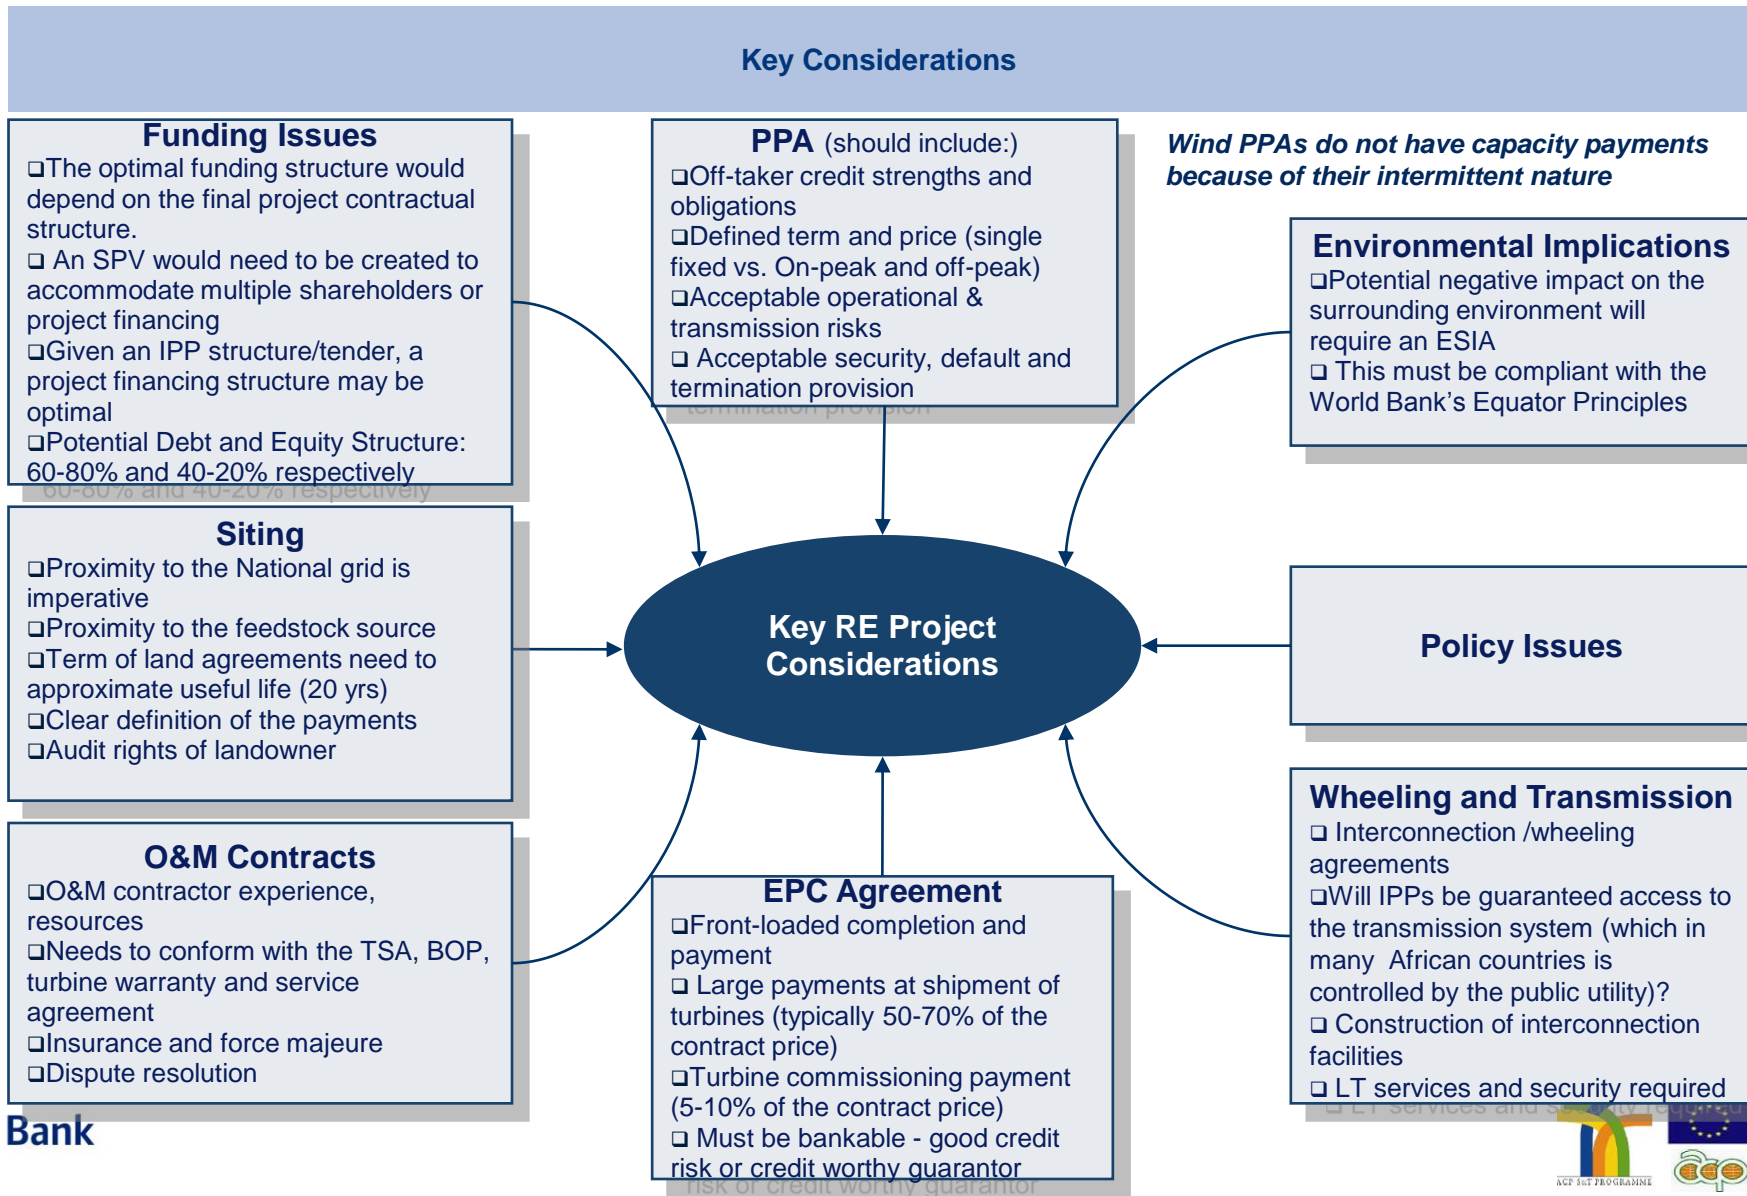 Key Considerations
Funding Issues
❑The optimal funding structure would
depend on the final project contractual
structure.
❑ An SPV would need to be created to
accommodate multiple shareholders or
project financing
❑Given an IPP structure/tender, a
project financing structure may be
optimal
❑Potential Debt and Equity Structure:
60-80% and 40-20% respectively
Siting
❑Proximity to the National grid is
imperative
❑Proximity to the feedstock source
❑Term of land agreements need to
approximate useful life (20 yrs)
❑Clear definition of the payments
❑Audit rights of landowner
O&M Contracts
❑O&M contractor experience,
resources
❑Needs to conform with the TSA, BOP,
turbine warranty and service
agreement
❑Insurance and force majeure
❑Dispute resolution
PPA (should include:)
❑Off-taker credit strengths and
obligations
❑Defined term and price (single
fixed vs. On-peak and off-peak)
❑Acceptable operational &
transmission risks
❑ Acceptable security, default and
termination provision
Key RE Project
Considerations
EPC Agreement
❑Front-loaded completion and
payment
❑ Large payments at shipment of
turbines (typically 50-70% of the
contract price)
❑Turbine commissioning payment
(5-10% of the contract price)
❑ Must be bankable - good credit
risk or credit worthy guarantor
Wind PPAs do not have capacity payments
because of their intermittent nature
Environmental Implications
❑Potential negative impact on the
surrounding environment will
require an ESIA
❑ This must be compliant with the
World Bank’s Equator Principles
Policy Issues
Wheeling and Transmission
❑ Interconnection /wheeling
agreements
❑Will IPPs be guaranteed access to
the transmission system (which in
many  African countries is
controlled by the public utility)?
❑ Construction of interconnection
facilities
❑ LT services and security required
Bank
ACP S&T PROGRAMME
acp